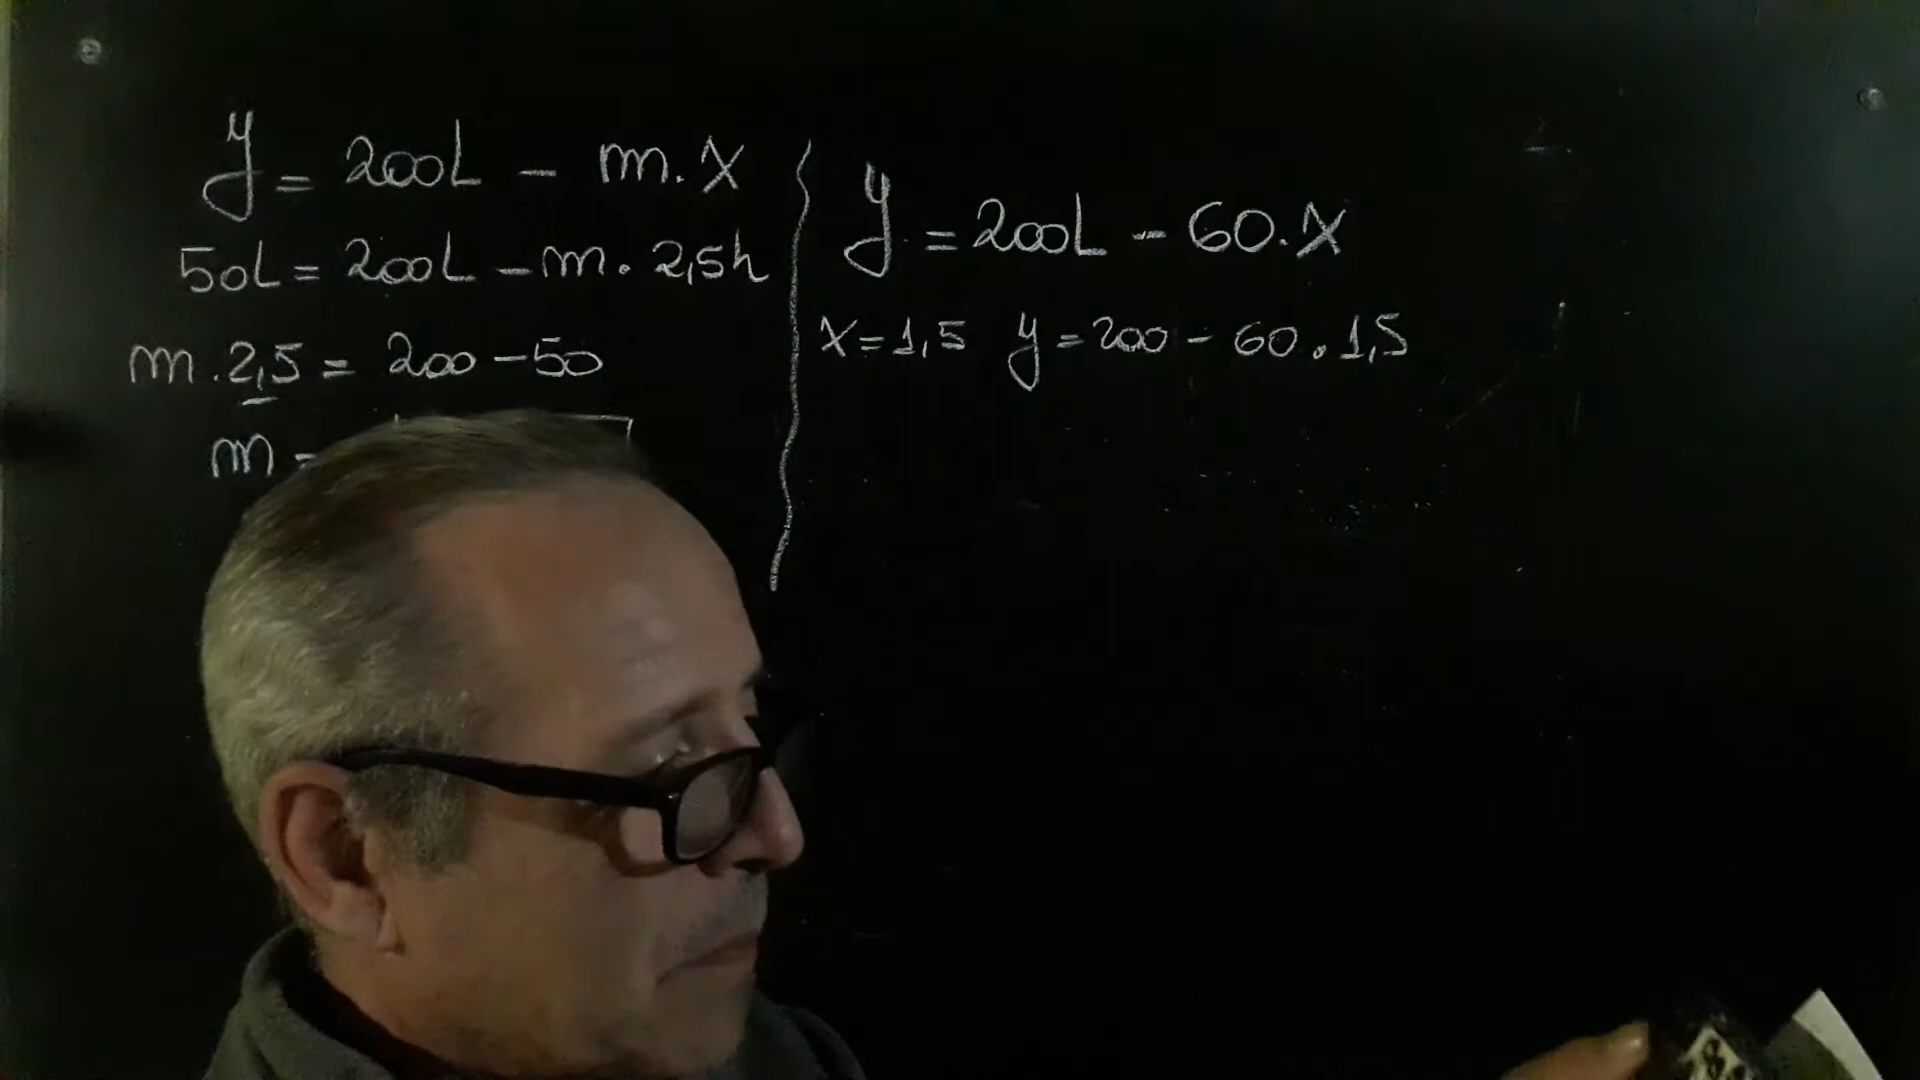 y = 200L - m.x
50L = 200L - m. 2,5h
m.2,5 = 200 - 50
m =
y = 200L - 60.x
x = 1,5 y = 200 - 60.1,5